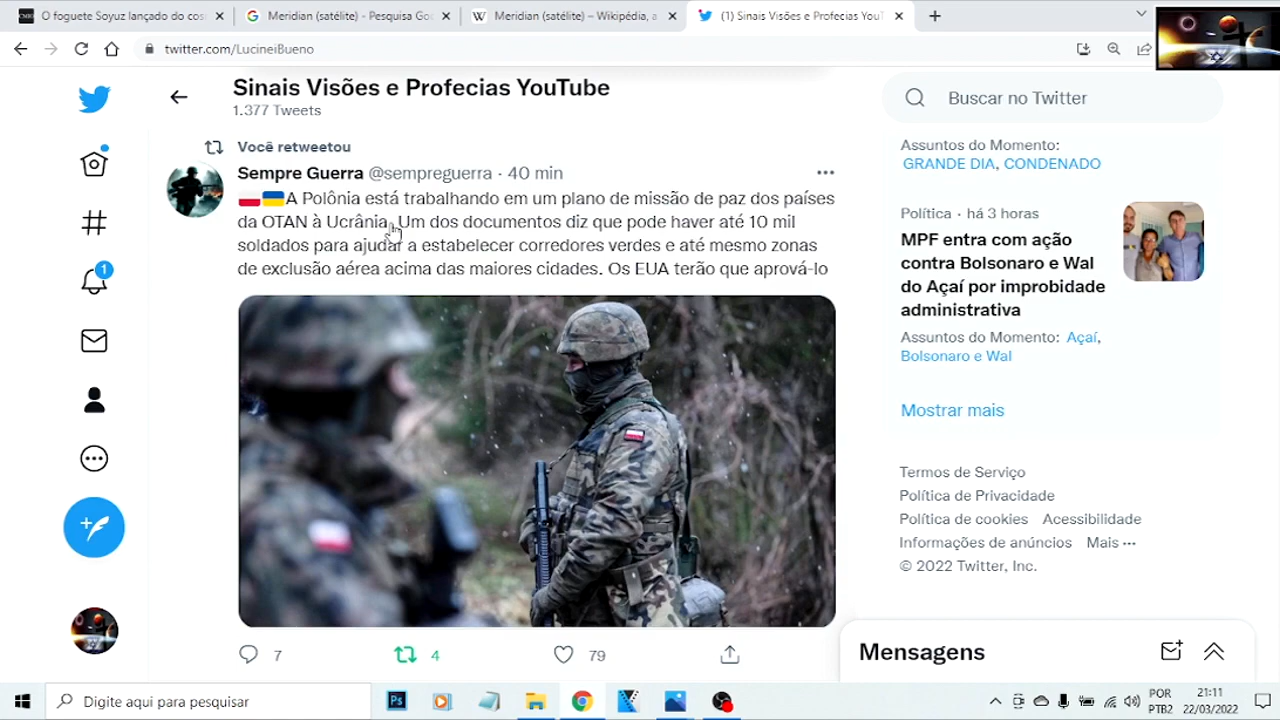 O foguete Soyuz lançado do cos
Meridian (satélite) - Pesquisa Go
Meridian (satélite) – Wikipédia, a
(1) Sinais Visões e Profecias YouT
twitter.com/LucineiBueno
Sinais Visões e Profecias YouTube
1.377 Tweets
Buscar no Twitter
Você retweetou
Sempre Guerra @sempreguerra · 40 min
A Polônia está trabalhando em um plano de missão de paz dos países
da OTAN à Ucrânia. Um dos documentos diz que pode haver até 10 mil
soldados para ajudar a estabelecer corredores verdes e até mesmo zonas
de exclusão aérea acima das maiores cidades. Os EUA terão que aprová-lo
7
4
79
Assuntos do Momento:
GRANDE DIA, CONDENADO
Política · há 3 horas
MPF entra com ação
contra Bolsonaro e Wal
do Açaí por improbidade
administrativa
Assuntos do Momento: Açaí,
Bolsonaro e Wal
Mostrar mais
Termos de Serviço
Política de Privacidade
Política de cookies Acessibilidade
Informações de anúncios Mais ···
© 2022 Twitter, Inc.
Mensagens
1
Digite aqui para pesquisar
Ps
POR
PTB2
21:11
22/03/2022